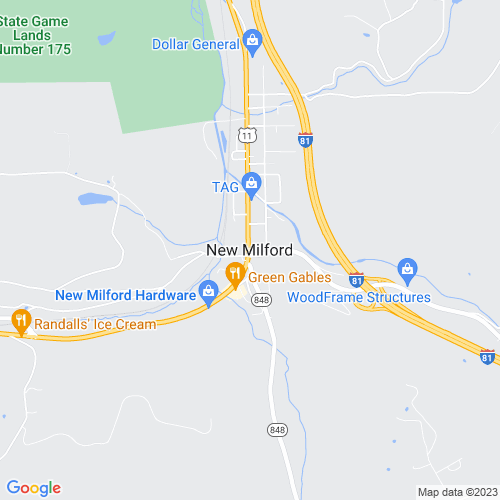 State Game
Lands
Number 175
Dollar General
11
81
TAG
New Milford
Green Gables
81
New Milford Hardware
848
WoodFrame Structures
Randalls' Ice Cream
81
848
Google
Map data ©2023